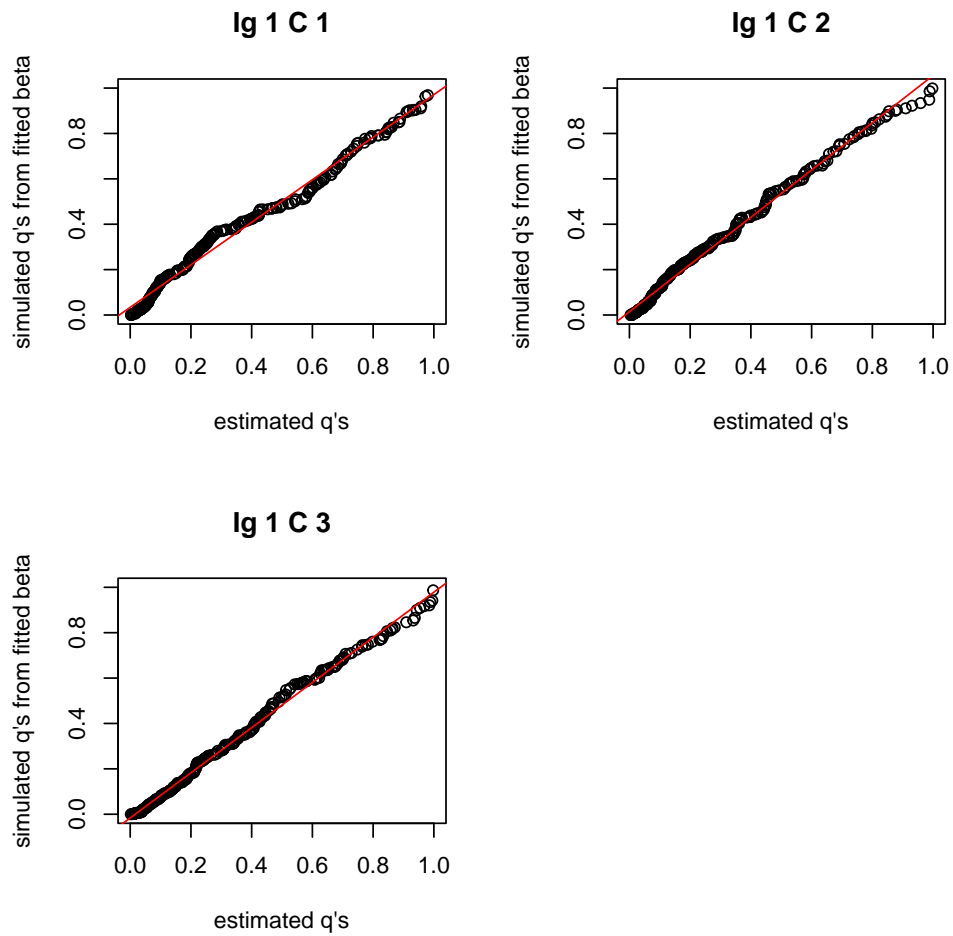 Ig 1 C 1
simulated q's from fitted beta
0.0 0.4 0.8
0.0 0.2 0.4 0.6 0.8 1.0
estimated q's
Ig 1 C 2
simulated q's from fitted beta
0.0 0.4 0.8
0.0 0.2 0.4 0.6 0.8 1.0
estimated q's
Ig 1 C 3
simulated q's from fitted beta
0.0 0.4 0.8
0.0 0.2 0.4 0.6 0.8 1.0
estimated q's